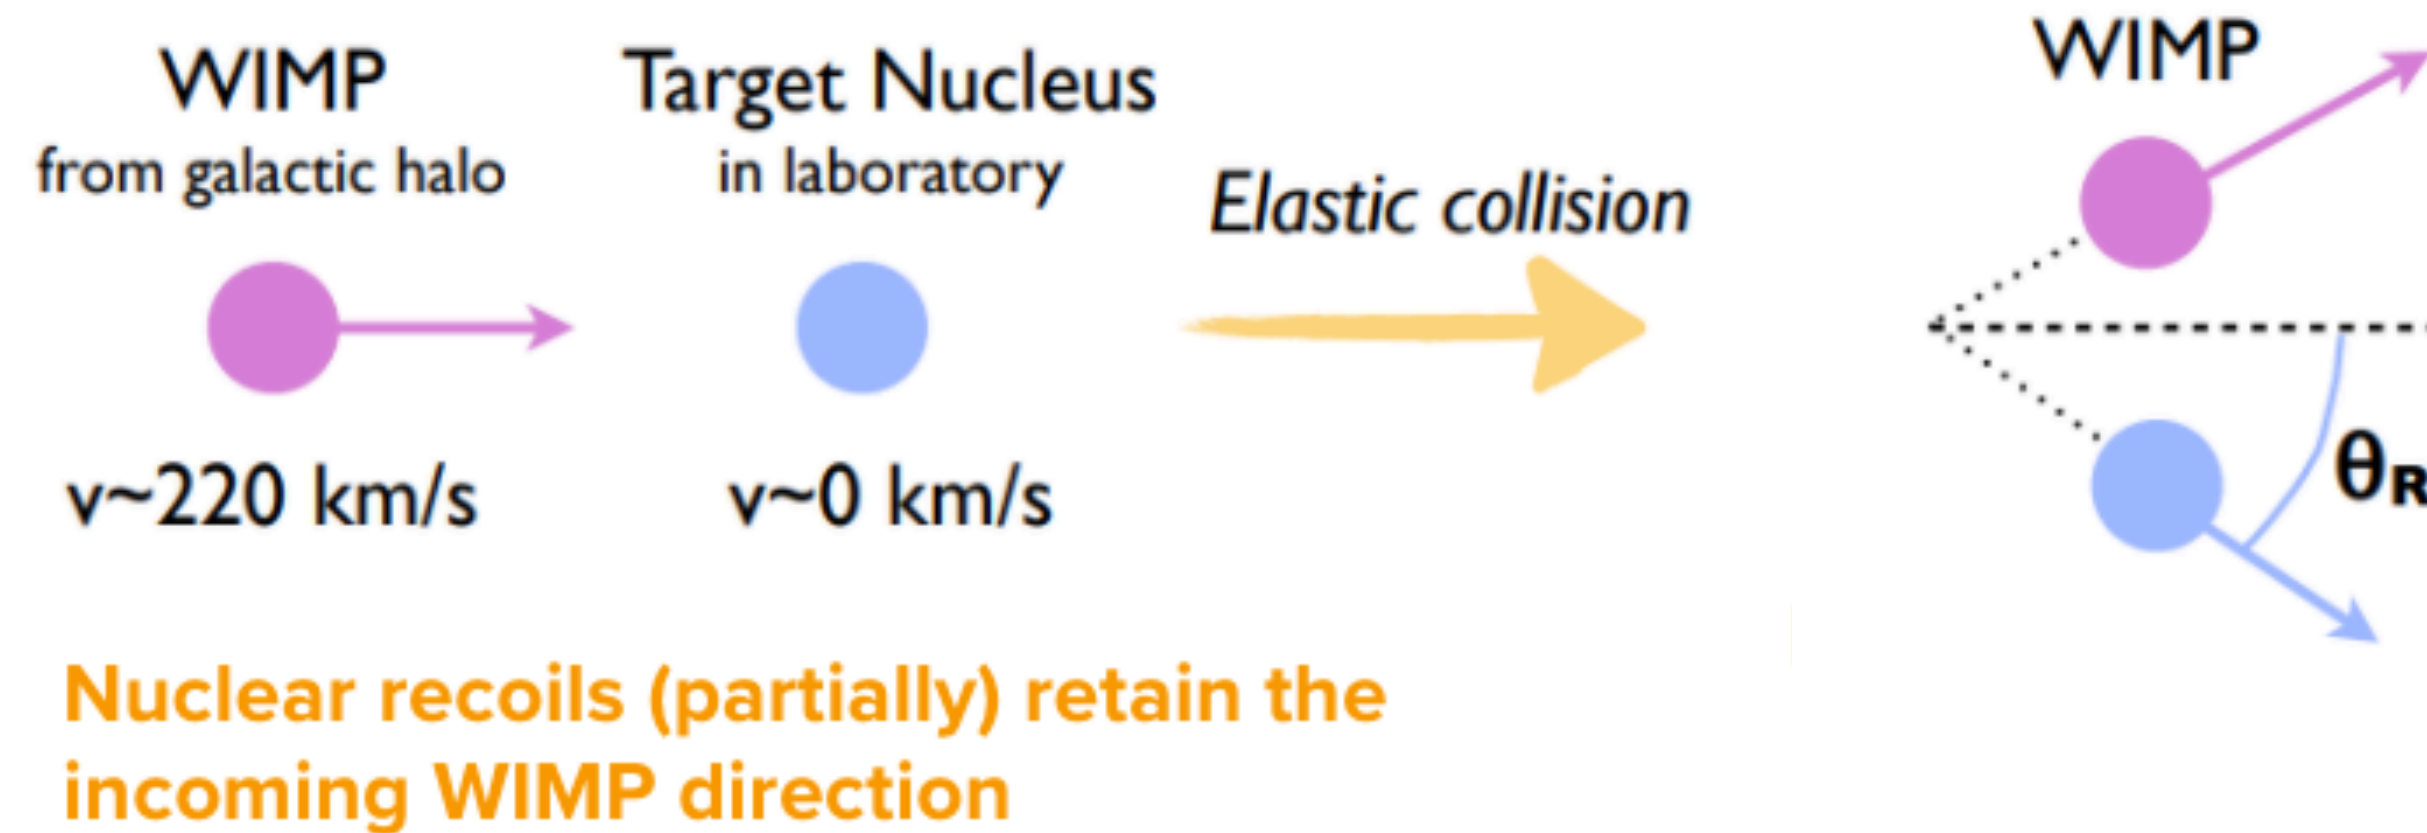 WIMP
from galactic halo
Target Nucleus
in laboratory
Elastic collision
WIMP
v~220 km/s
v~0 km/s
θR
Nuclear recoils (partially) retain the
incoming WIMP direction